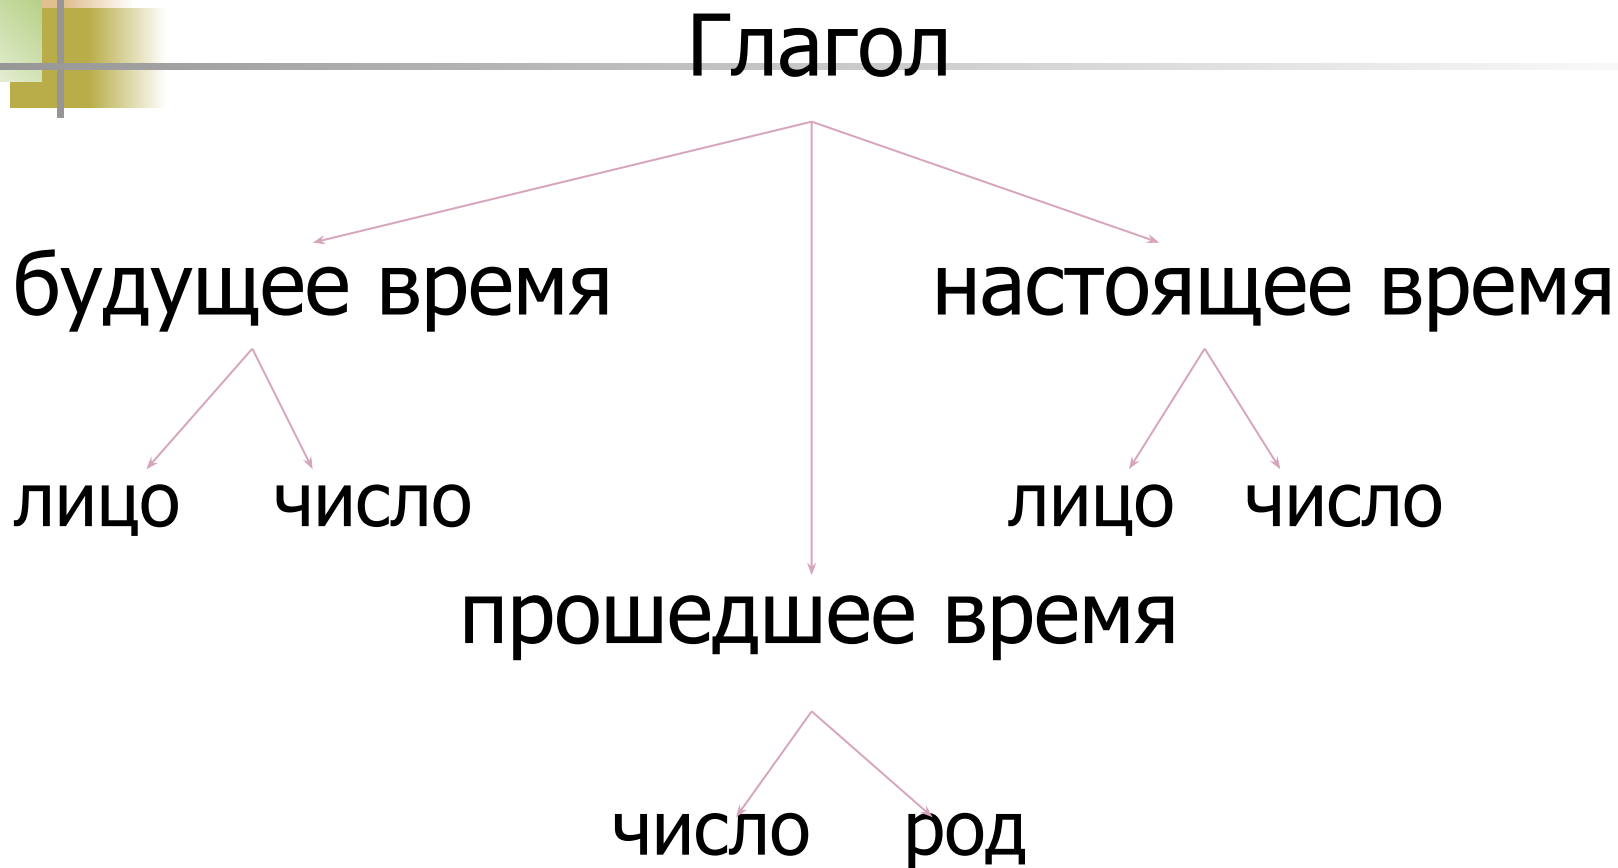 Глагол
будущее время настоящее время
лицо число лицо число
прошедшее время
число род